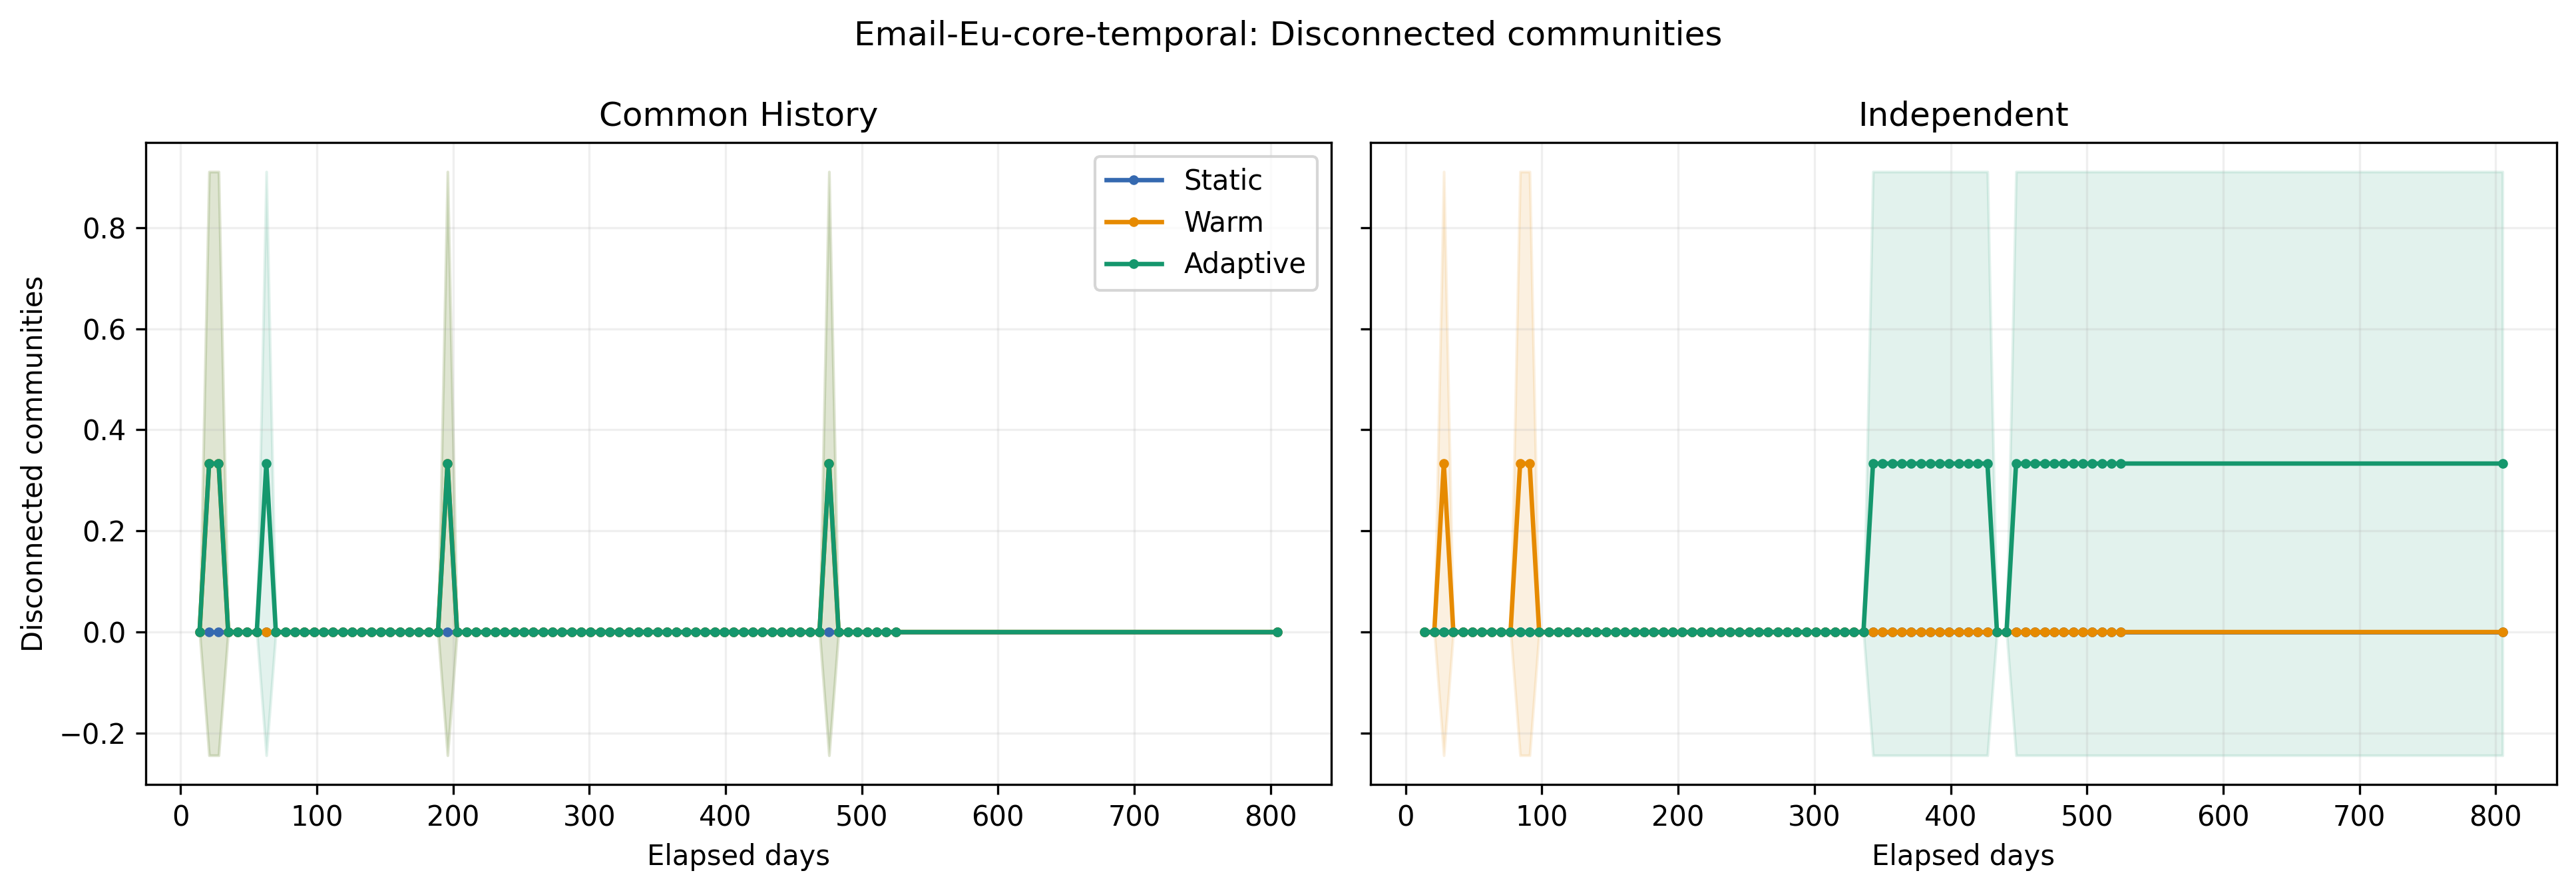 Email-Eu-core-temporal: Disconnected communities
Common History
Disconnected communities
0.8
0.6
0.4
0.2
0.0
−0.2
Static
Warm
Adaptive
0 100 200 300 400 500 600 700 800
Elapsed days
Independent
0 100 200 300 400 500 600 700 800
Elapsed days